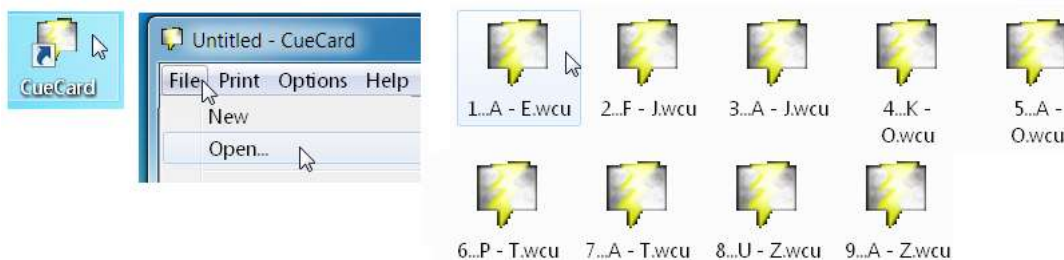 CueCard
Untitled - CueCard
File Print Options Help
New
Open...
1...A - E.wcu 2...F - J.wcu 3...A - J.wcu 4...K - 5...A -
O.wcu O.wcu
6...P - T.wcu 7...A - T.wcu 8...U - Z.wcu 9...A - Z.wcu